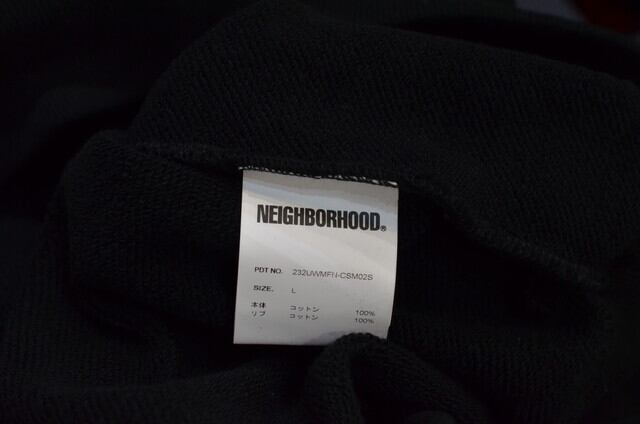 NEIGHBORHOOD®
PDT NO. 232UWMFN-CSM02S
SIZE. L
本体 コットン 100%
リブ コットン 100%